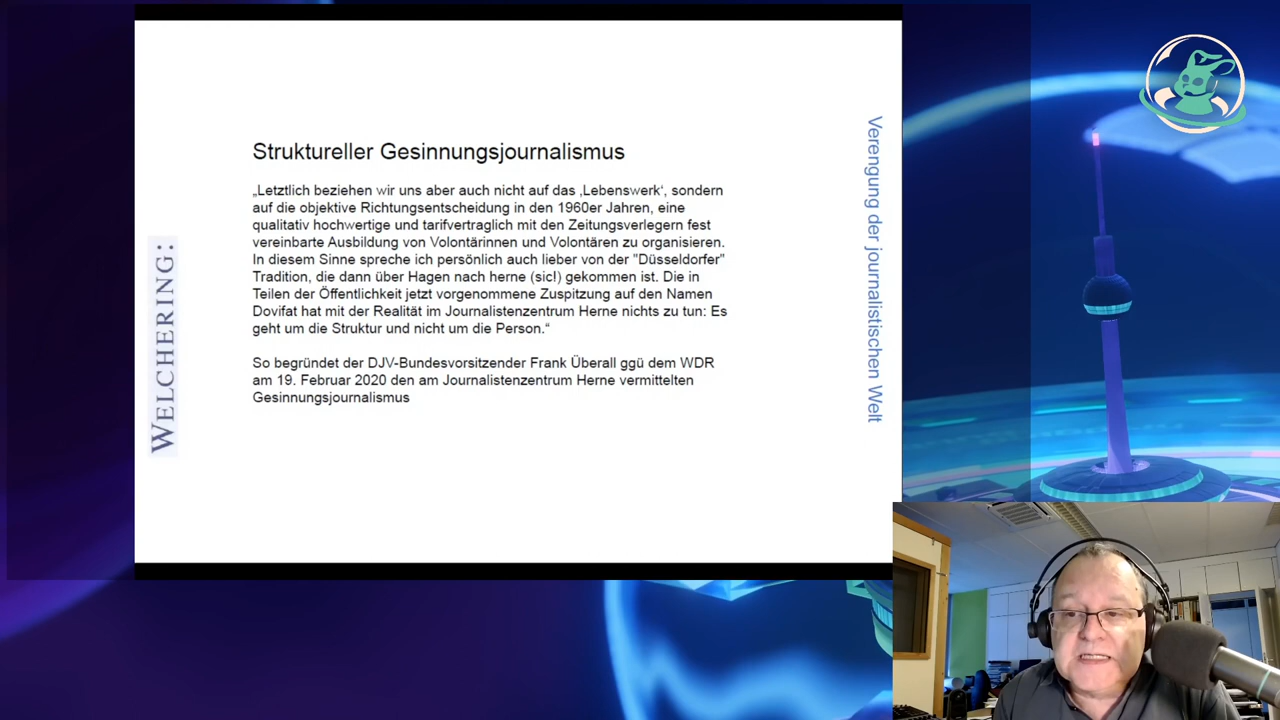 Struktureller Gesinnungsjournalismus
„Letztlich beziehen wir uns aber auch nicht auf das ‚Lebenswerk‘, sondern
auf die objektive Richtungsentscheidung in den 1960er Jahren, eine
qualitativ hochwertige und tarifvertraglich mit den Zeitungsverlegern fest
vereinbarte Ausbildung von Volontärinnen und Volontären zu organisieren.
In diesem Sinne spreche ich persönlich auch lieber von der "Düsseldorfer"
Tradition, die dann über Hagen nach herne (sic!) gekommen ist. Die in
Teilen der Öffentlichkeit jetzt vorgenommene Zuspitzung auf den Namen
Dovifat hat mit der Realität im Journalistenzentrum Herne nichts zu tun: Es
geht um die Struktur und nicht um die Person.“
So begründet der DJV-Bundesvorsitzender Frank Überall ggü dem WDR
am 19. Februar 2020 den am Journalistenzentrum Herne vermittelten
Gesinnungsjournalismus
WELCHERING:
Verengung der journalistischen Welt